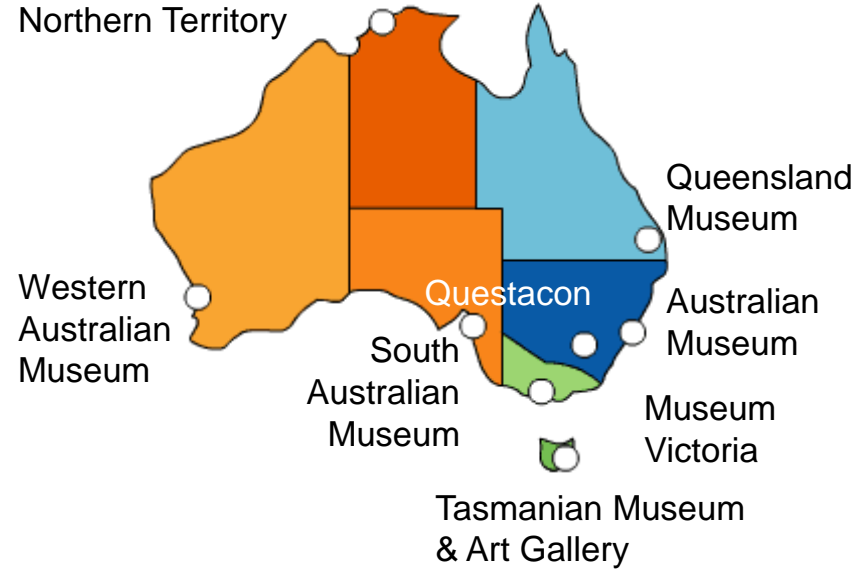 Northern Territory
Queensland
Museum
Western
Australian
Museum
Questacon
Australian
Museum
South
Australian
Museum
Museum
Victoria
Tasmanian Museum
& Art Gallery